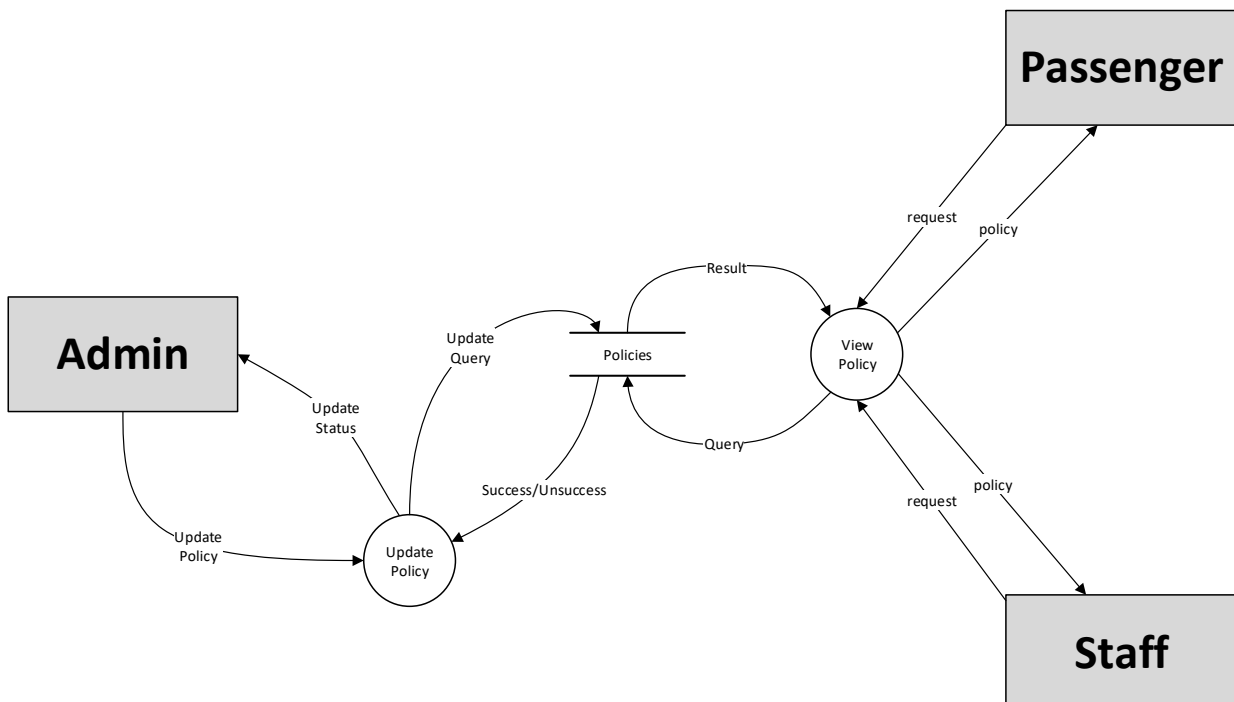 Passenger
request
policy
Result
Admin
Update
Query
Policies
View
Policy
Update
Status
Query
Success/Unsuccess
policy
request
Update
Policy
Update
Policy
Staff